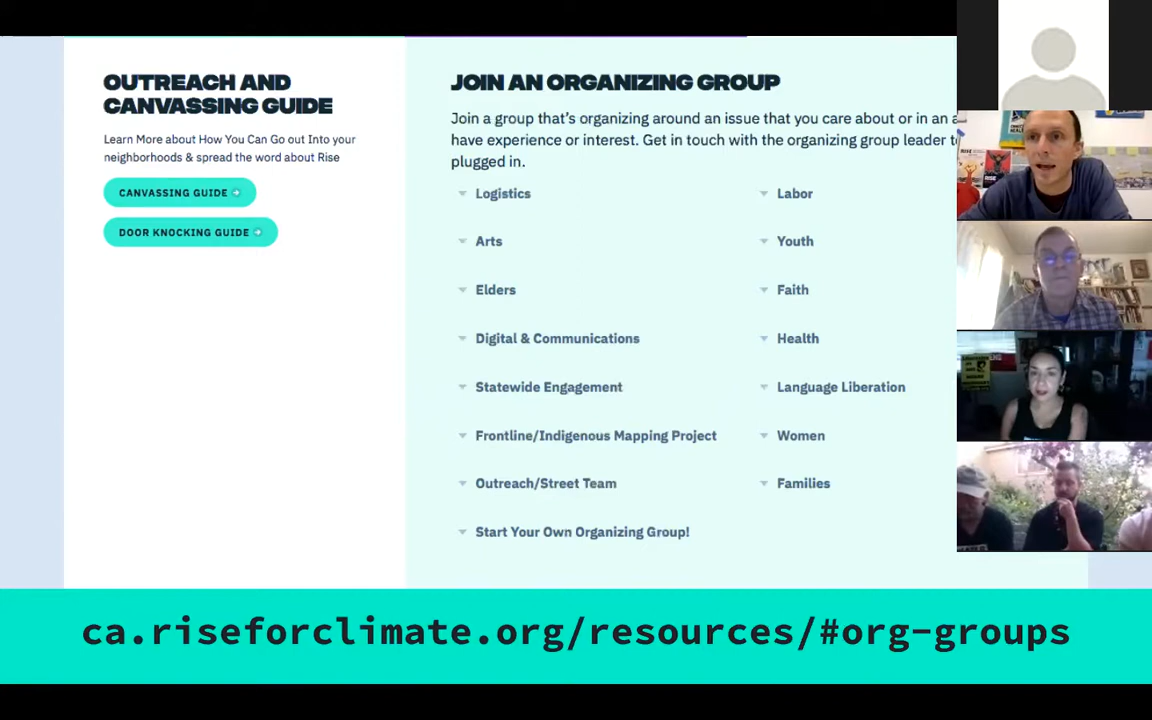 OUTREACH AND
CANVASSING GUIDE
Learn More about How You Can Go out Into your
neighborhoods & spread the word about Rise
CANVASSING GUIDE
DOOR KNOCKING GUIDE
JOIN AN ORGANIZING GROUP
Join a group that's organizing around an issue that you care about or in an
have experience or interest. Get in touch with the organizing group leader
plugged in.
Logistics
Labor
Arts
Youth
Elders
Faith
Digital & Communications
Health
Statewide Engagement
Language Liberation
Frontline/Indigenous Mapping Project
Women
Outreach/Street Team
Families
Start Your Own Organizing Group!
RISE
ca.riseforclimate.org/resources/#org-groups